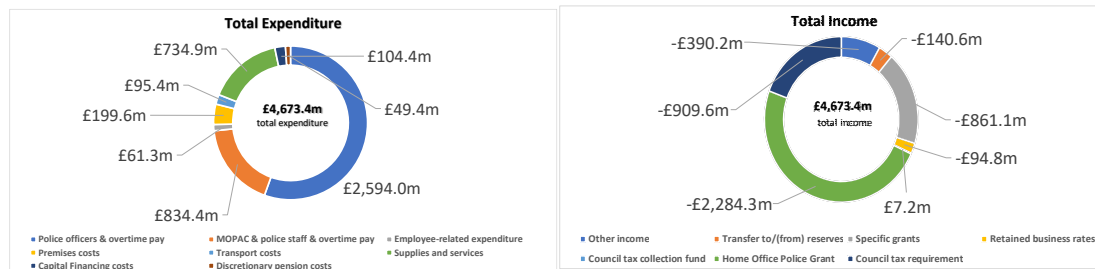 Total Expenditure
£734.9m
£104.4m
£95.4m
£4,673.4m
total expenditure
£49.4m
£199.6m
£61.3m
£2,594.0m
£834.4m
Police officers & overtime pay
MOPAC & police staff & overtime pay
Employee-related expenditure
Premises costs
Transport costs
Supplies and services
Capital Financing costs
Discretionary pension costs
Total Income
-£390.2m
-£140.6m
-£909.6m
£4,673.4m
total income
-£861.1m
-£94.8m
-£2,284.3m
£7.2m
Other income
Transfer to/(from) reserves
Specific grants
Retained business rates
Council tax collection fund
Home Office Police Grant
Council tax requirement